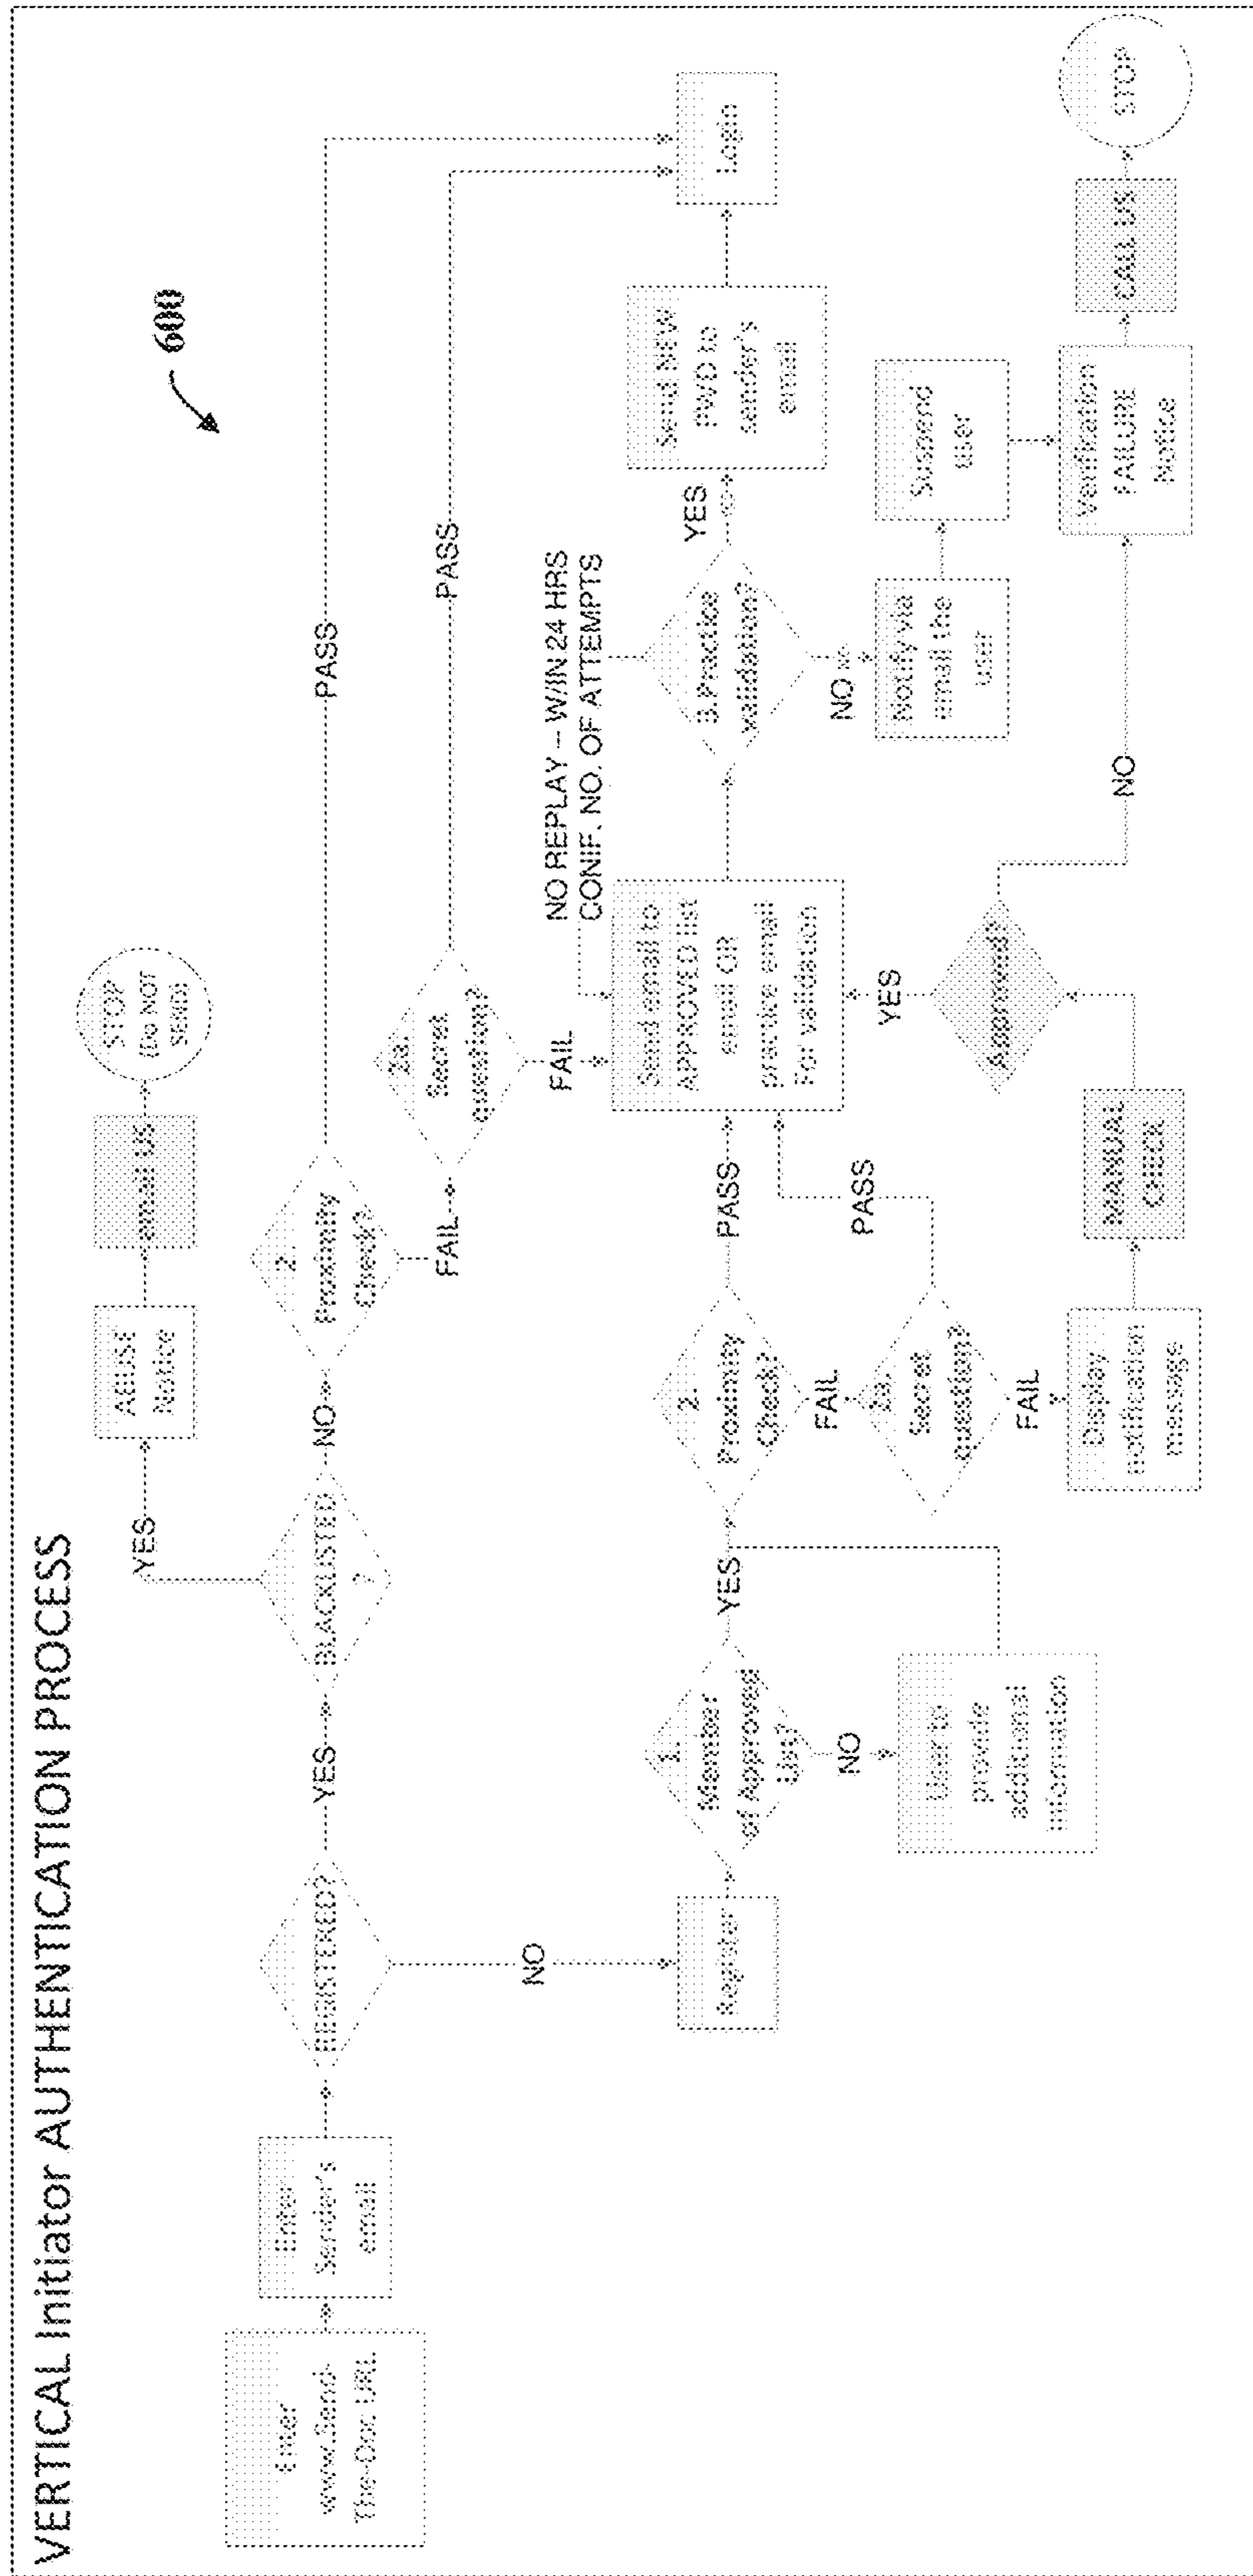 VERTICAL Initiator AUTHENTICATION PROCESS
600
Enter
www.Send-
The-Doc URL
Enter
Sender's
email
REGISTERED?
YES
NO
BLACKLISTED
?
YES
ABUSE
Notice
email US
STOP
(Do NOT
SEND)
NO
2.
Proximity
Check?
PASS
FAIL
2a.
Secret
question?
PASS
FAIL
Register
1.
Member
of Approved
List?
YES
NO
User to
provide
additional
information
2.
Proximity
Check?
PASS
FAIL
2a.
Secret
question?
PASS
FAIL
Display
notification
message
MANUAL
CHECK
Approved?
YES
NO
Send email to
APPROVED list
email OR
practice email
For validation
NO REPLAY – W/IN 24 HRS
CONIF. NO. OF ATTEMPTS
3. Practice
validation?
YES
NO
Send NEW
PWD to
sender's
email
Login
Notify via
email the
user
Suspend
user
Verification
FAILURE
Notice
CALL US
STOP